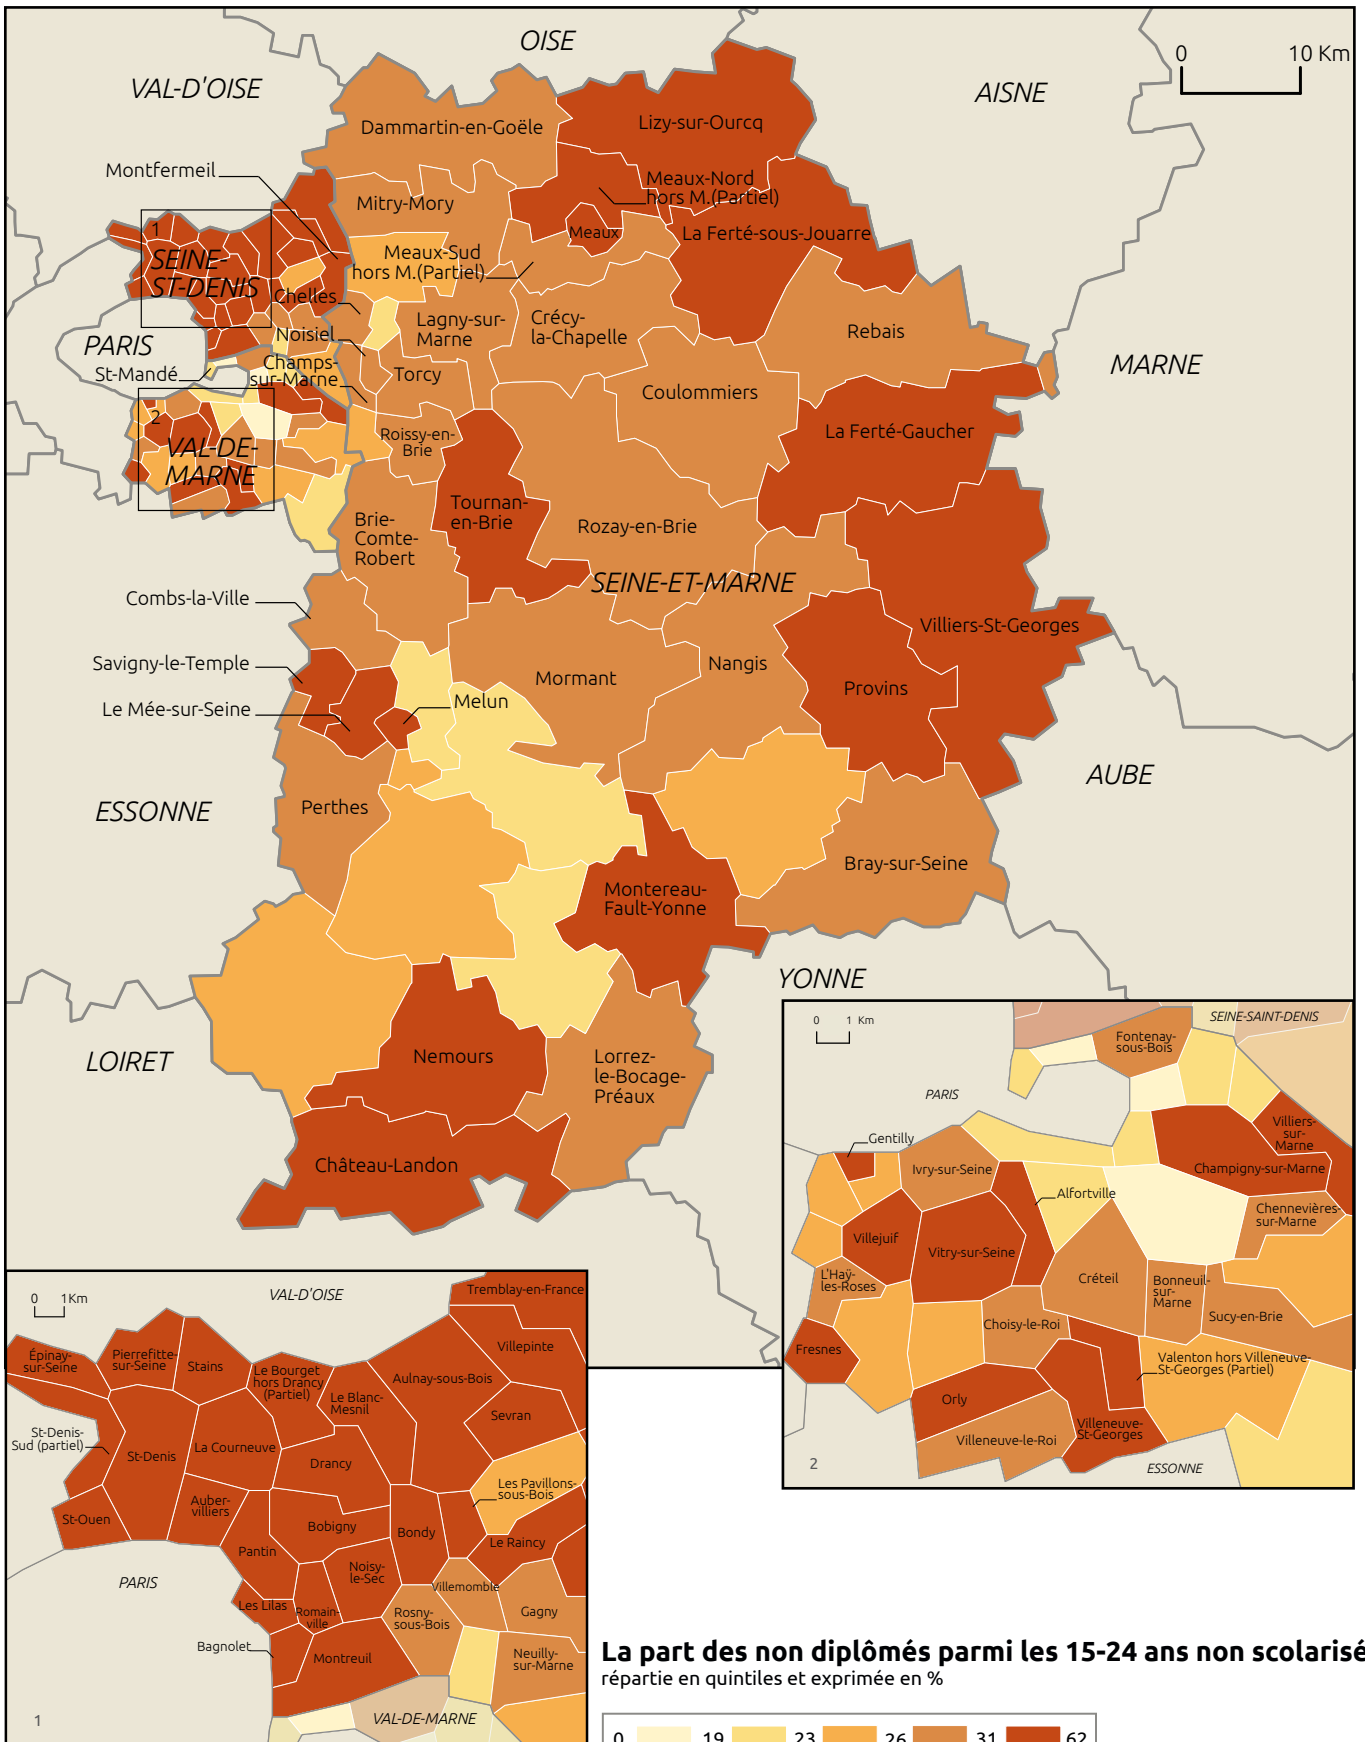 OISE
0 10 Km
VAL-D'OISE
AISNE
Dammartin-en-Goële
Lizy-sur-Ourcq
Montfermeil
Meaux-Nord
hors M.(Partiel)
Mitry-Mory
1
Meaux
La Ferté-sous-Jouarre
SEINE-
ST-DENIS
Meaux-Sud
hors M.(Partiel)
Chelles
Lagny-sur-
Marne
Crécy-
la-Chapelle
Rebais
Noisiel
PARIS
St-Mandé
Champs-
sur-Marne
Torcy
MARNE
Coulommiers
2
VAL-DE-
MARNE
Roissy-en-
Brie
La Ferté-Gaucher
Tournan-
en-Brie
Brie-
Comte-
Robert
Rozay-en-Brie
SEINE-ET-MARNE
Combs-la-Ville
Villiers-St-Georges
Savigny-le-Temple
Mormant
Nangis
Provins
Le Mée-sur-Seine
Melun
AUBE
ESSONNE
Perthes
Bray-sur-Seine
Montereau-
Fault-Yonne
YONNE
LOIRET
Nemours
Lorrez-
le-Bocage-
Préaux
Château-Landon
0 1 Km
SEINE-SAINT-DENIS
Fontenay-
sous-Bois
PARIS
Gentilly
Villiers-
sur-
Marne
Ivry-sur-Seine
Champigny-sur-Marne
Alfortville
Chennevières-
sur-Marne
Villejuif
Vitry-sur-Seine
L'Haÿ-
les-Roses
Créteil
Bonneuil-
sur-
Marne
Sucy-en-Brie
Choisy-le-Roi
Fresnes
Valenton hors Villeneuve-
St-Georges (Partiel)
Orly
Villeneuve-
St-Georges
Villeneuve-le-Roi
2
ESSONNE
0 1Km
VAL-D'OISE
Tremblay-en-France
Épinay-
sur-Seine
Pierrefitte-
sur-Seine
Stains
Villepinte
Le Bourget
hors Drancy
(Partiel)
Aulnay-sous-Bois
Le Blanc-
Mesnil
Sevran
St-Denis-
Sud (partiel)
St-Denis
La Courneuve
Drancy
Les Pavillons-
sous-Bois
Auber-
villiers
St-Ouen
Bobigny
Bondy
Le Raincy
Pantin
Noisy-
le-Sec
PARIS
Villemomble
Les Lilas
Romain-
ville
Rosny-
sous-Bois
Gagny
Bagnolet
Montreuil
Neuilly-
sur-Marne
1
VAL-DE-MARNE
La part des non diplômés parmi les 15-24 ans non scolarisé
répartie en quintiles et exprimée en %
0 19 23 26 31 62